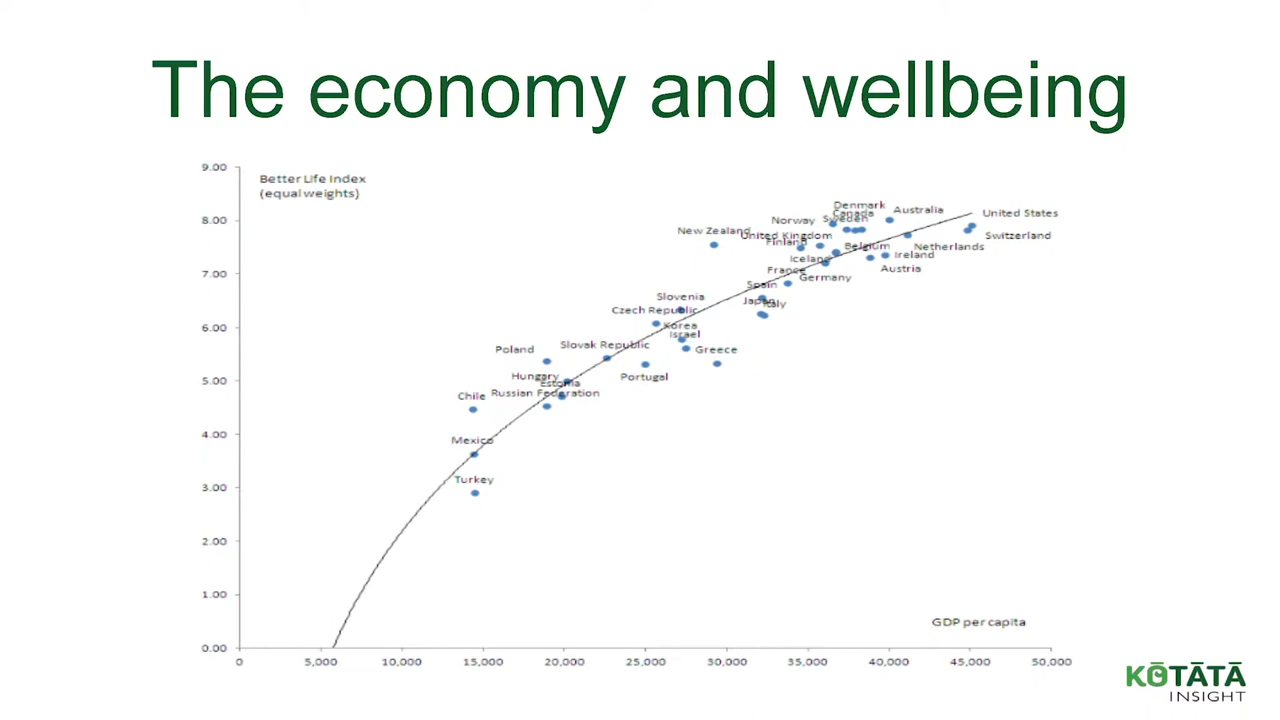 The economy and wellbeing
9.00
Better Life Index
(equal weights)
8.00
7.00
6.00
5.00
4.00
3.00
2.00
1.00
0.00
Denmark
Canada
Australia
Norway
Sweden
United States
New Zealand
United Kingdom
Switzerland
Finland
Belgium
Netherlands
Iceland
Ireland
France
Austria
Germany
Spain
Slovenia
Japan
Italy
Czech Republic
Korea
Israel
Slovak Republic
Poland
Greece
Hungary
Portugal
Estonia
Russian Federation
Chile
Mexico
Turkey
GDP per capita
0
5,000
10,000
15,000
20,000
25,000
30,000
35,000
40,000
45,000
50,000
KŌTĀTĀ
INSIGHT